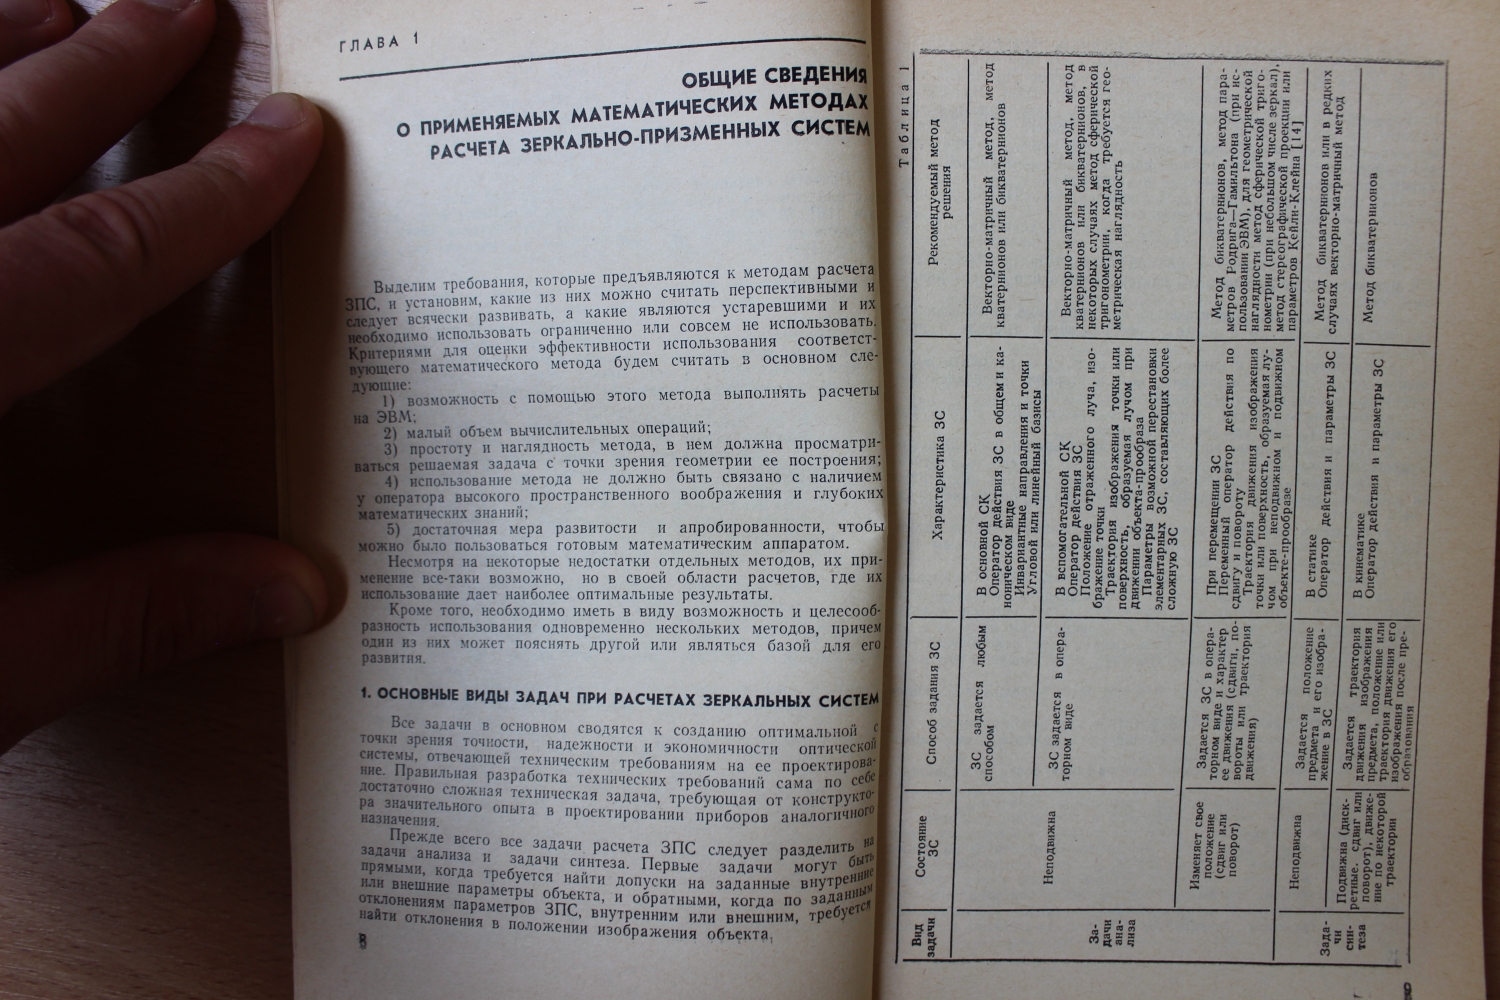 ГЛАВА 1
ОБЩИЕ СВЕДЕНИЯ
О ПРИМЕНЯЕМЫХ МАТЕМАТИЧЕСКИХ МЕТОДАХ
РАСЧЕТА ЗЕРКАЛЬНО-ПРИЗМЕННЫХ СИСТЕМ
Выделим требования, которые предъявляются к методам расчета
ЗПС, и установим, какие из них можно считать перспективными и
следует всячески развивать, а какие являются устаревшими и их
необходимо использовать ограниченно или совсем не использовать.
Критериями для оценки эффективности использования соответст-
вующего математического метода будем считать в основном сле-
дующие:
1) возможность с помощью этого метода выполнять расчеты
на ЭВМ;
2) малый объем вычислительных операций;
3) простоту и наглядность метода, в нем должна просматри-
ваться решаемая задача с точки зрения геометрии ее построения;
4) использование метода не должно быть связано с наличием
у оператора высокого пространственного воображения и глубоких
математических знаний;
5) достаточная мера развитости и апробированности, чтобы
можно было пользоваться готовым математическим аппаратом.
Несмотря на некоторые недостатки отдельных методов, их при-
менение все-таки возможно, но в своей области расчетов, где их
использование дает наиболее оптимальные результаты.
Кроме того, необходимо иметь в виду возможность и целесооб-
разность использования одновременно нескольких методов, причем
один из них может пояснять другой или являться базой для его
развития.
1. ОСНОВНЫЕ ВИДЫ ЗАДАЧ ПРИ РАСЧЕТАХ ЗЕРКАЛЬНЫХ СИСТЕМ
Все задачи в основном сводятся к созданию оптимальной с
точки зрения точности, надежности и экономичности оптической
системы, отвечающей техническим требованиям на ее проектирова-
ние. Правильная разработка технических требований сама по себе
достаточно сложная техническая задача, требующая от конструкто-
ра значительного опыта в проектировании приборов аналогичного
назначения.
Прежде всего все задачи расчета ЗПС следует разделить на
задачи анализа и задачи синтеза. Первые задачи могут быть
прямыми, когда требуется найти допуски на заданные внутренние
или внешние параметры объекта, и обратными, когда по заданным
отклонениям параметров ЗПС, внутренним или внешним, требуется
найти отклонения в положении изображения объекта.
8
Таблица 1
Вид
задачи
Состояние
ЗС
Способ задания ЗС
Характеристика ЗС
Рекомендуемый метод
решения
За-
дачи
ана-
лиза
Неподвижна
ЗС задается любым
способом
В основной СК
Оператор действия ЗС в общем и ка-
ноническом виде
Инвариантные направления и точки
Угловой или линейный базисы
Векторно-матричный метод, метод
кватернионов или бикватернионов
ЗС задается в опера-
торном виде
В вспомогательной СК
Оператор действия ЗС
Положение отраженного луча, изо-
бражение точки
Траектория изображения точки или
поверхность, образуемая лучом при
движении объекта-прообраза
Параметры возможной перестановки
элементарных ЗС, составляющих более
сложную ЗС
Векторно-матричный метод, метод
кватернионов или бикватернионов, в
некоторых случаях метод сферической
тригонометрии, когда требуется гео-
метрическая наглядность
Изменяет свое
положение
(сдвиг или
поворот)
Задается ЗС в опера-
торном виде и характер
ее движения (сдвиги, по-
вороты или траектория
движения)
При перемещении ЗС
Переменный оператор действия по
сдвигу и повороту
Траектория движения изображения
точки или поверхность, образуемая лу-
чом при неподвижном и подвижном
объекте-прообразе
Метод бикватернионов, метод пара-
метров Родрига—Гамильтона (при ис-
пользовании ЭВМ), для геометрической
наглядности метод сферической триго-
нометрии (при небольшом числе зеркал),
метод стереографической проекции или
параметров Кейли-Клейна [14]
Зада-
чи
син-
теза
Неподвижна
Задается положение
предмета и его изобра-
жение в ЗС
В статике
Оператор действия и параметры ЗС
Метод бикватернионов или в редких
случаях векторно-матричный метод
Подвижна (диск-
ретные. сдвиг или
поворот), движе-
ние по некоторой
траектории
Задается траектория
движения изображения
предмета, положение или
траектория движения его
изображения после пре-
образования
В кинематике
Оператор действия и параметры ЗС
Метод бикватернионов